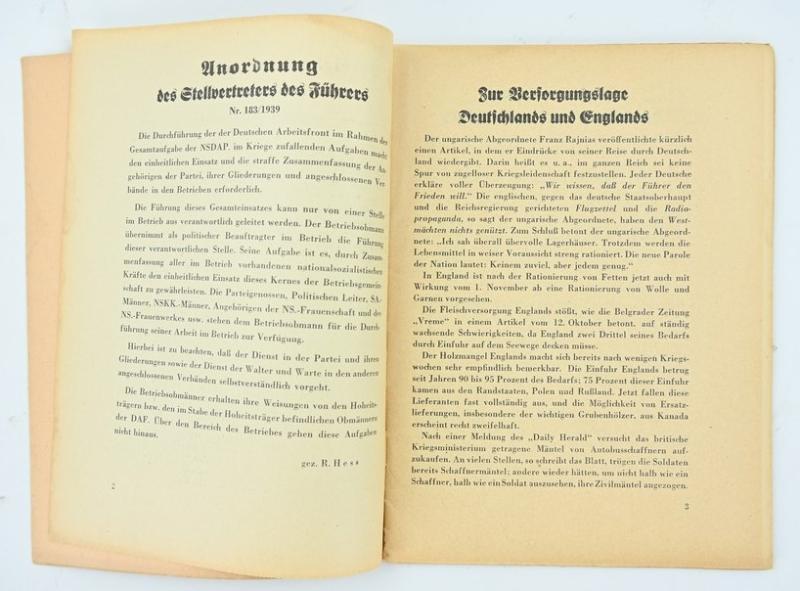 Anordnung
des Stellvertreters des Führers
Nr. 183/1939
Die Durchführung der der Deutschen Arbeitsfront im Rahmen des
Gesamtaufgabe der NSDAP. im Kriege zufallenden Aufgaben macht
den einheitlichen Einsatz und die straffe Zusammenfassung der An-
gehörigen der Partei, ihrer Gliederungen und angeschlossenen Ver-
bände in den Betrieben erforderlich.
Die Führung dieses Gesamteinsatzes kann nur von einer Stelle
im Betrieb aus verantwortlich geleitet werden. Der Betriebsobmann
übernimmt als politischer Beauftragter im Betrieb die Führung
dieser verantwortlichen Stelle. Seine Aufgabe ist es, durch Zusam-
menfassung aller im Betrieb vorhandenen nationalsozialistischen
Kräfte den einheitlichen Einsatz dieses Kernes der Betriebsgemein-
schaft zu gewährleisten. Die Parteigenossen, Politischen Leiter, SA-
Männer, NSKK.-Männer, Angehörigen der NS.-Frauenschaft und des
NS.-Frauenwerkes usw. stehen dem Betriebsobmann für die Durch-
führung seiner Arbeit im Betrieb zur Verfügung.
Hierbei ist zu beachten, daß der Dienst in der Partei und ihren
Gliederungen sowie der Dienst der Walter und Warte in den anderen
angeschlossenen Verbänden selbstverständlich vorgeht.
Die Betriebsobmänner erhalten ihre Weisungen von den Hoheits-
trägern bzw. den im Stabe der Hoheitsträger befindlichen Obmännern
der DAF. Über den Bereich des Betriebes gehen diese Aufgaben
nicht hinaus.
gez. R. Hess
2
Zur Versorgungslage
Deutschlands und Englands
Der ungarische Abgeordnete Franz Rajnias veröffentlichte kürzlich
einen Artikel, in dem er Eindrücke von seiner Reise durch Deutsch-
land wiedergibt. Darin heißt es u. a., im ganzen Reich sei keine
Spur von zugelloser Kriegsleidenschaft festzustellen. Jeder Deutsche
erkläre voller Überzeugung: „Wir wissen, daß der Führer den
Frieden will." Die englischen, gegen das deutsche Staatsoberhaupt
und die Reichsregierung gerichteten Flugzettel und die Radio-
propaganda, so sagt der ungarische Abgeordnete, haben den West-
mächten nichts genützt. Zum Schluß betont der ungarische Abgeord-
nete: „Ich sah überall übervolle Lagerhäuser. Trotzdem werden die
Lebensmittel in weiser Voraussicht streng rationiert. Die neue Parole
der Nation lautet: Keinem zuviel, aber jedem genug."
In England ist nach der Rationierung von Fetten jetzt auch mit
Wirkung vom 1. November ab eine Rationierung von Wolle und
Garnen vorgesehen.
Die Fleischversorgung Englands stößt, wie die Belgrader Zeitung
„Vreme" in einem Artikel vom 12. Oktober betont, auf ständig
wachsende Schwierigkeiten, da England zwei Drittel seines Bedarfs
durch Einfuhr auf dem Seewege decken müsse.
Der Holzmangel Englands macht sich bereits nach wenigen Kriegs-
wochen sehr empfindlich bemerkbar. Die Einfuhr Englands betrug
seit Jahren 90 bis 95 Prozent des Bedarfs; 75 Prozent dieser Einfuhr
kamen aus den Randstaaten, Polen und Rußland. Jetzt fallen diese
Lieferanten fast vollständig aus, und die Möglichkeit von Ersatz-
lieferungen, insbesondere der wichtigen Grubenhölzer, aus Kanada
erscheint recht zweifelhaft.
Nach einer Meldung des „Daily Herald" versucht das britische
Kriegsministerium getragene Mäntel von Autobusschaffnern auf-
zukaufen. An vielen Stellen, so schreibt das Blatt, trügen die Soldaten
bereits Schaffnermäntel; andere wieder hätten, um nicht halb wie ein
Schaffner, halb wie ein Soldat auszusehen, ihre Zivilmäntel angezogen.
3